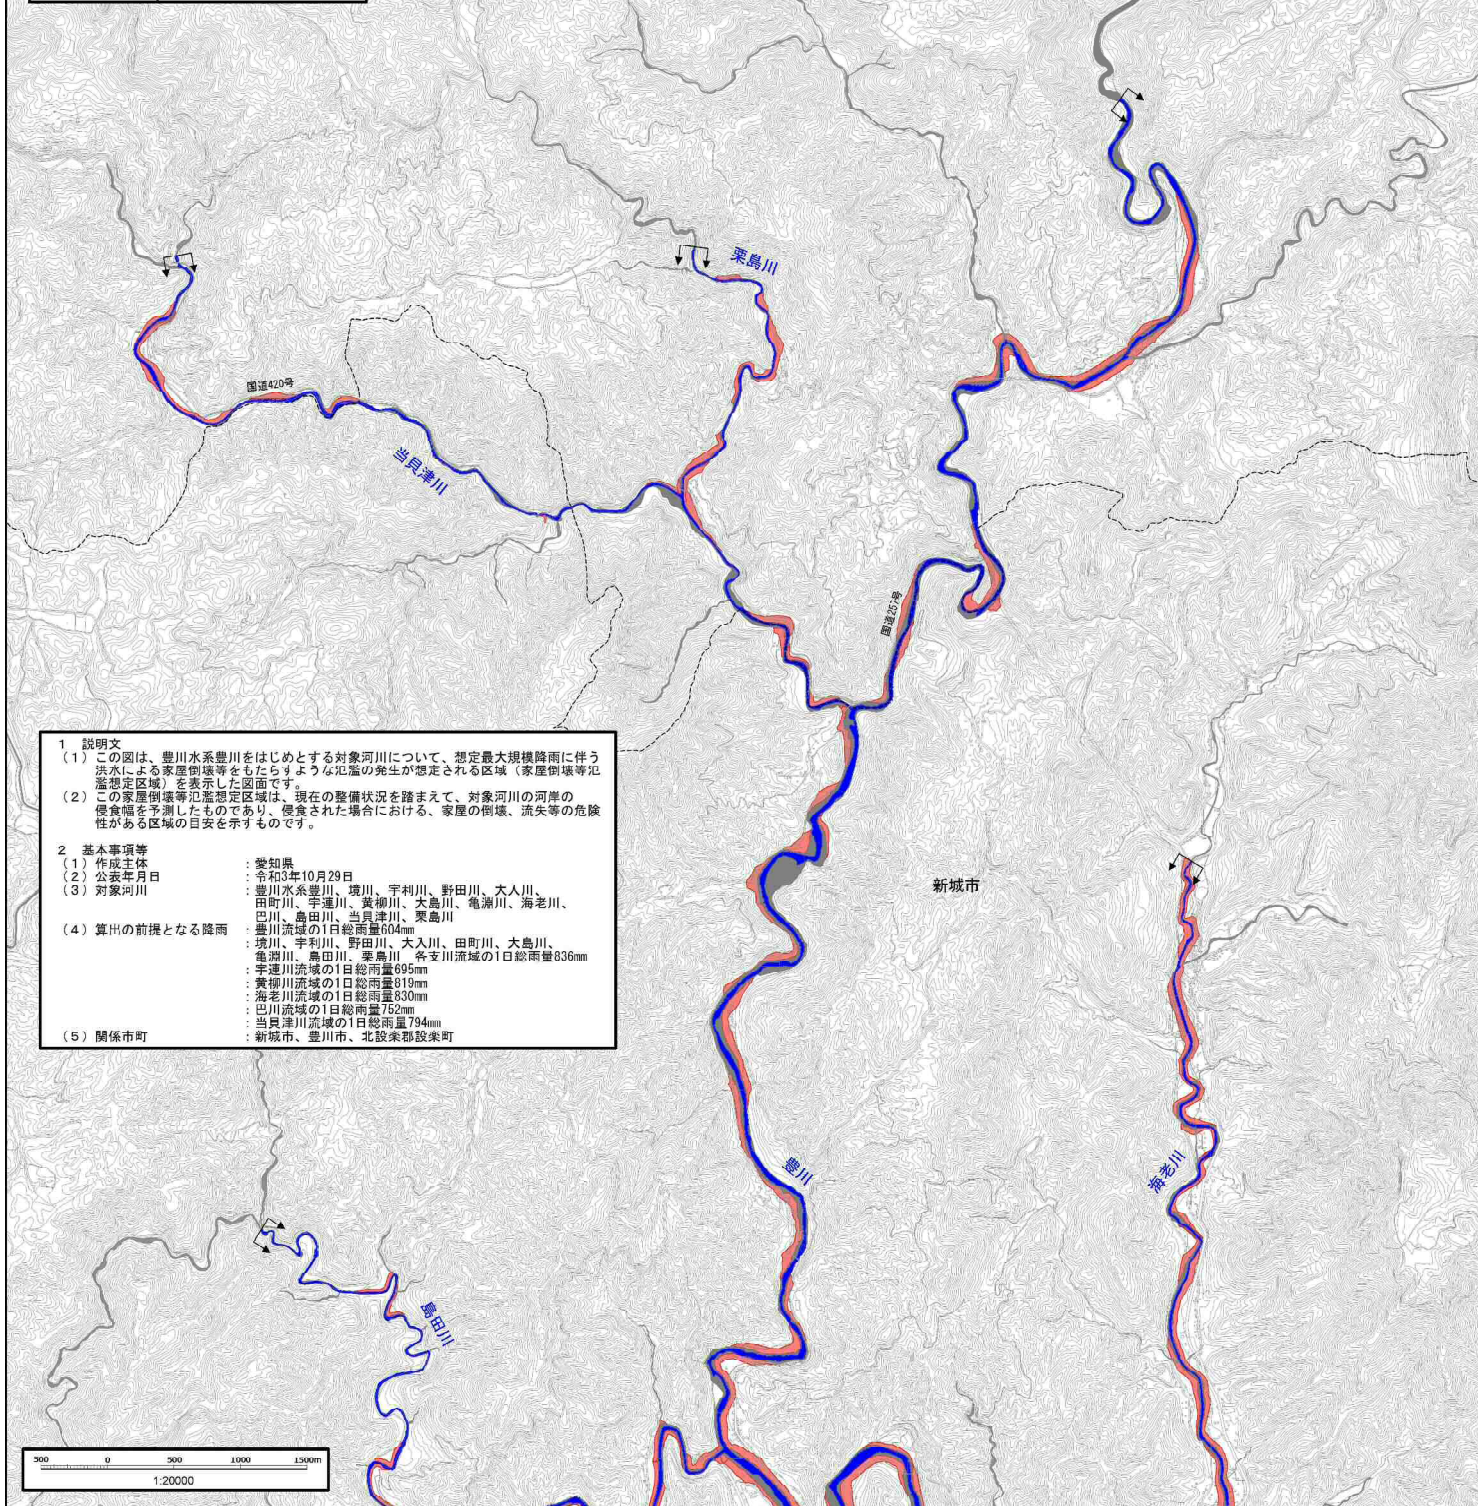 栗島川
国道420号
当貝津川
国道257号
1 説明文
(1) この図は、豊川水系豊川をはじめとする対象河川について、想定最大規模降雨に伴う
洪水による家屋倒壊等をもたらすような氾濫の発生が想定される区域（家屋倒壊等氾
濫想定区域）を表示した図面です。
(2) この家屋倒壊等氾濫想定区域は、現在の整備状況を踏まえて、対象河川の河岸の
侵食幅を予測したものであり、侵食された場合における、家屋の倒壊、流失等の危険
性がある区域の目安を示すものです。
2 基本事項等
(1) 作成主体 : 愛知県
(2) 公表年月日 : 令和3年10月29日
(3) 対象河川 : 豊川水系豊川、境川、宇利川、野田川、大入川、
田町川、宇連川、黄柳川、大島川、亀淵川、海老川、
巴川、島田川、当貝津川、栗島川
(4) 算出の前提となる降雨 : 豊川流域の1日総雨量604mm
: 境川、宇利川、野田川、大入川、田町川、大島川、
亀淵川、島田川、栗島川 各支川流域の1日総雨量836mm
: 宇連川流域の1日総雨量695mm
: 黄柳川流域の1日総雨量819mm
: 海老川流域の1日総雨量830mm
: 巴川流域の1日総雨量752mm
: 当貝津川流域の1日総雨量794mm
(5) 関係市町 : 新城市、豊川市、北設楽郡設楽町
新城市
豊川
海老川
島田川
500 0 500 1000 1500m
1:20000